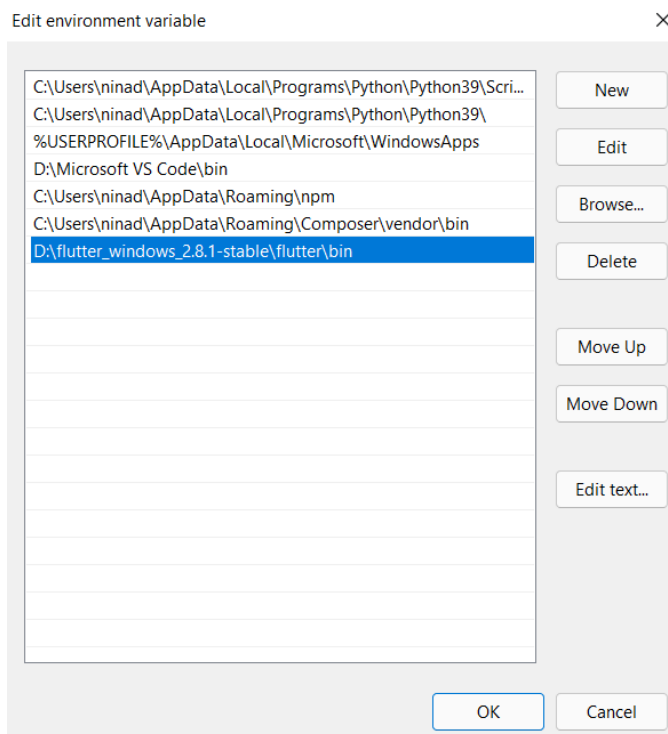 Edit environment variable
C:\Users\ninad\AppData\Local\Programs\Python\Python39\Scri...
C:\Users\ninad\AppData\Local\Programs\Python\Python39\
%USERPROFILE%\AppData\Local\Microsoft\WindowsApps
D:\Microsoft VS Code\bin
C:\Users\ninad\AppData\Roaming\npm
C:\Users\ninad\AppData\Roaming\Composer\vendor\bin
D:\flutter_windows_2.8.1-stable\flutter\bin
New
Edit
Browse...
Delete
Move Up
Move Down
Edit text...
OK
Cancel